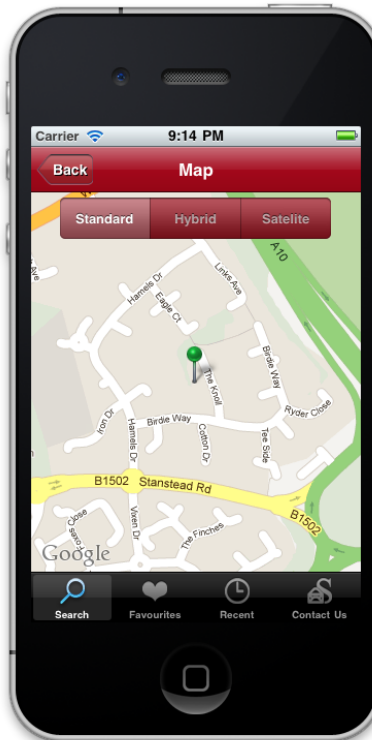 Carrier 9:14 PM
Back Map
Standard Hybrid Satelite
A10
Links Ave
Hamels Dr
Eagle Ct
The Knoll
Birdie Way
Ryder Close
Iron Dr
Birdie Way
Hamels Dr
Cotton Dr
Tee Side
B1502 Stanstead Rd
B1502
Vixen Dr
Foxes Close
The Finches
Google
Search Favourites Recent Contact Us